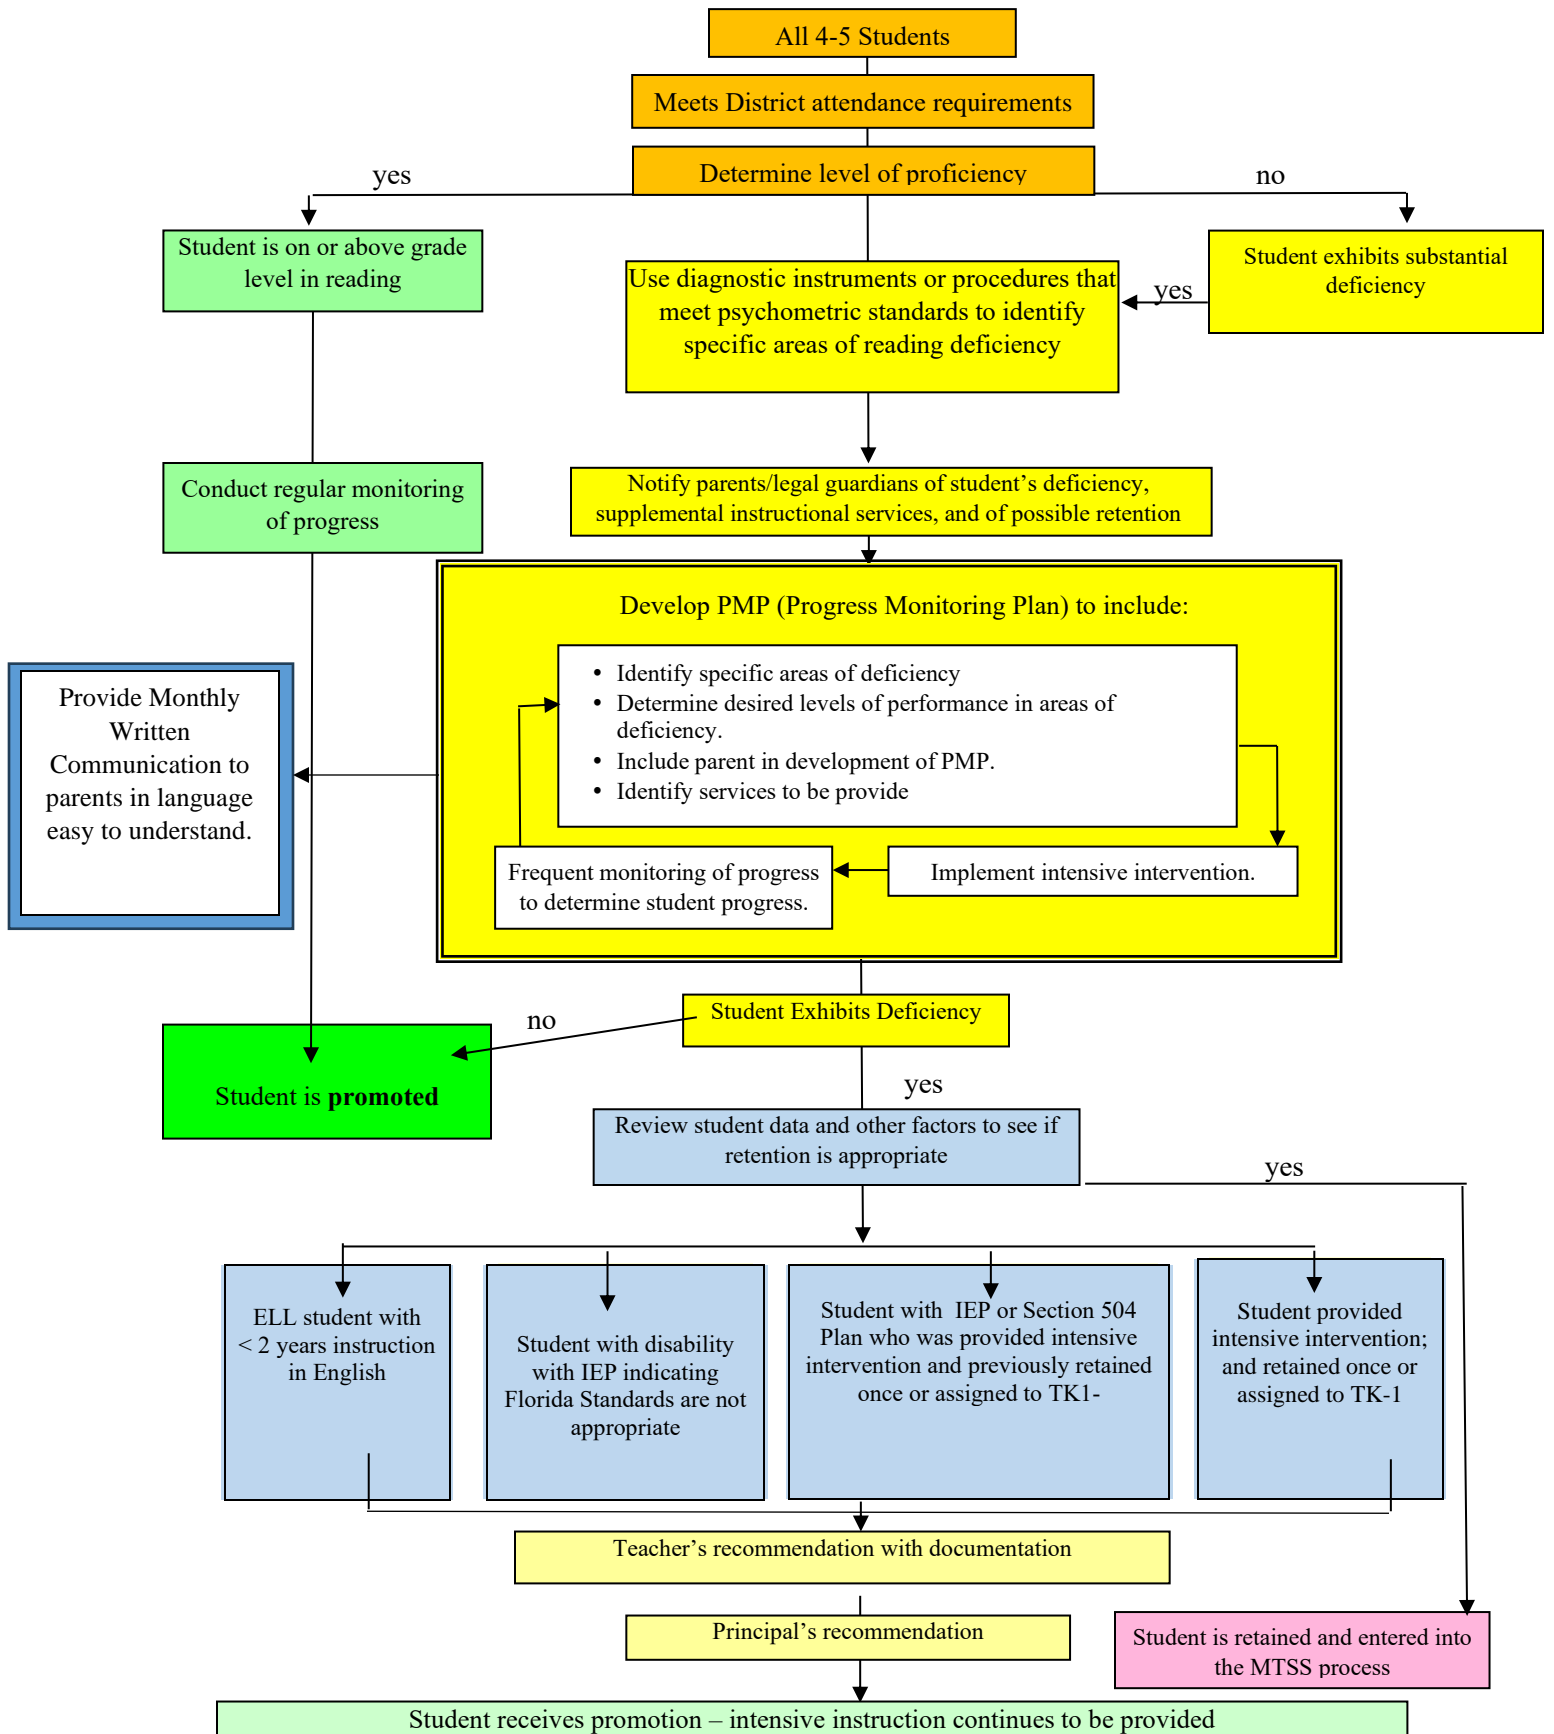 All 4-5 Students
Meets District attendance requirements
Determine level of proficiency
yes
no
Student is on or above grade
level in reading
Use diagnostic instruments or procedures that
meet psychometric standards to identify
specific areas of reading deficiency
yes
Student exhibits substantial
deficiency
Conduct regular monitoring
of progress
Notify parents/legal guardians of student’s deficiency,
supplemental instructional services, and of possible retention
Develop PMP (Progress Monitoring Plan) to include:
• Identify specific areas of deficiency
• Determine desired levels of performance in areas of
deficiency.
• Include parent in development of PMP.
• Identify services to be provide
Provide Monthly
Written
Communication to
parents in language
easy to understand.
Frequent monitoring of progress
to determine student progress.
Implement intensive intervention.
Student Exhibits Deficiency
no
Student is promoted
yes
Review student data and other factors to see if
retention is appropriate
yes
ELL student with
< 2 years instruction
in English
Student with disability
with IEP indicating
Florida Standards are not
appropriate
Student with  IEP or Section 504
Plan who was provided intensive
intervention and previously retained
once or assigned to TK1-
Student provided
intensive intervention;
and retained once or
assigned to TK-1
Teacher’s recommendation with documentation
Principal’s recommendation
Student is retained and entered into
the MTSS process
Student receives promotion – intensive instruction continues to be provided